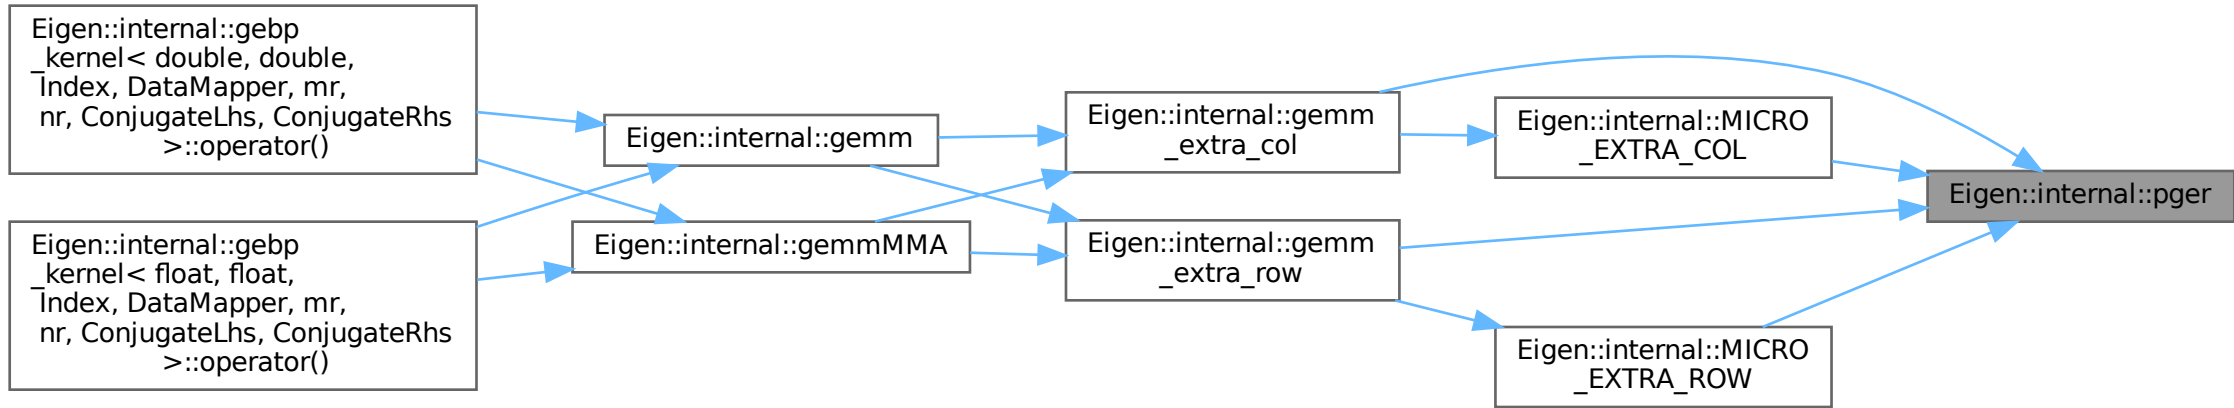 Eigen::internal::gebp
_kernel< double, double,
Index, DataMapper, mr,
nr, ConjugateLhs, ConjugateRhs
>::operator()
Eigen::internal::gebp
_kernel< float, float,
Index, DataMapper, mr,
nr, ConjugateLhs, ConjugateRhs
>::operator()
Eigen::internal::gemm
Eigen::internal::gemmMMA
Eigen::internal::gemm
_extra_col
Eigen::internal::gemm
_extra_row
Eigen::internal::MICRO
_EXTRA_COL
Eigen::internal::MICRO
_EXTRA_ROW
Eigen::internal::pger